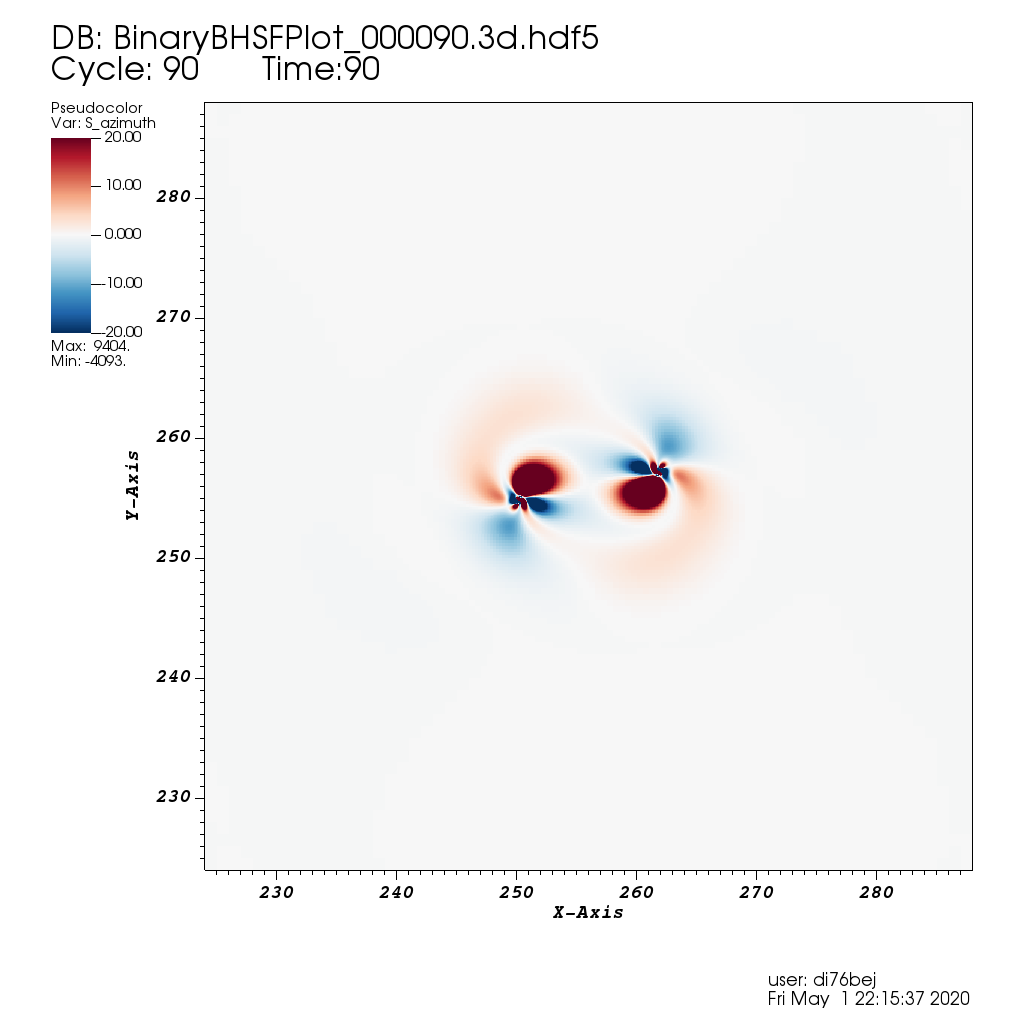 DB: BinaryBHSFPlot_000090.3d.hdf5
Cycle: 90 Time:90
Pseudocolor
Var: S_azimuth
20.00
10.00
0.000
-10.00
-20.00
Max: 9404.
Min: -4093.
280
270
260
250
240
230
Y-Axis
230 240 250 260 270 280
X-Axis
user: di76bej
Fri May 1 22:15:37 2020